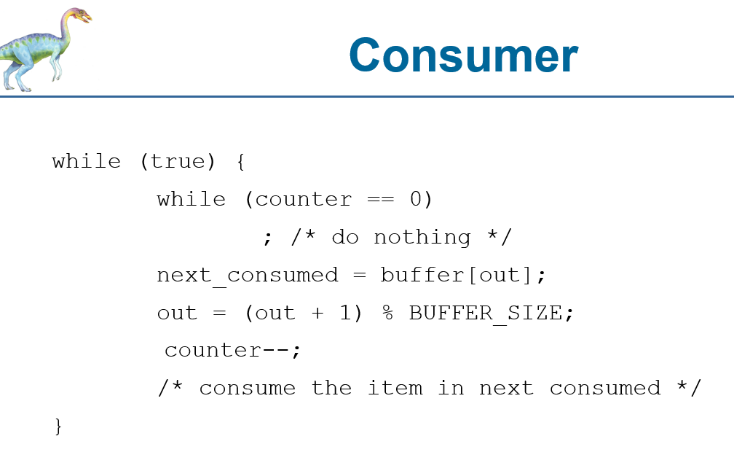 Consumer
while (true) {
while (counter == 0)
; /* do nothing */
next_consumed = buffer[out];
out = (out + 1) % BUFFER_SIZE;
counter--;
/* consume the item in next consumed */
}